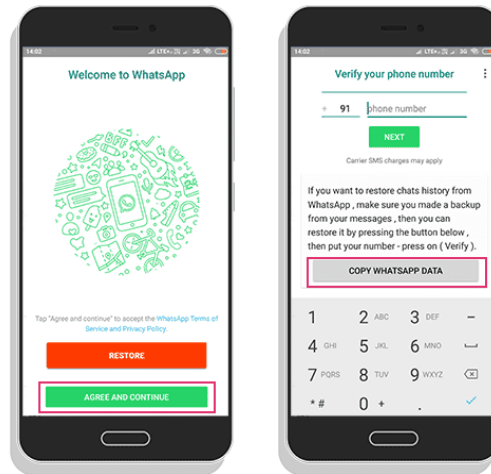 14:02
Welcome to WhatsApp
Tap "Agree and continue" to accept the WhatsApp Terms of
Service and Privacy Policy.
RESTORE
AGREE AND CONTINUE
14:02
Verify your phone number
+ 91 phone number
NEXT
Carrier SMS charges may apply
If you want to restore chats history from
WhatsApp , make sure you made a backup
from your messages , then you can
restore it by pressing the button below ,
then put your number - press on ( Verify ).
COPY WHATSAPP DATA
1 2 ABC 3 DEF -
4 GHI 5 JKL 6 MNO
7 PQRS 8 TUV 9 WXYZ
* # 0 + .